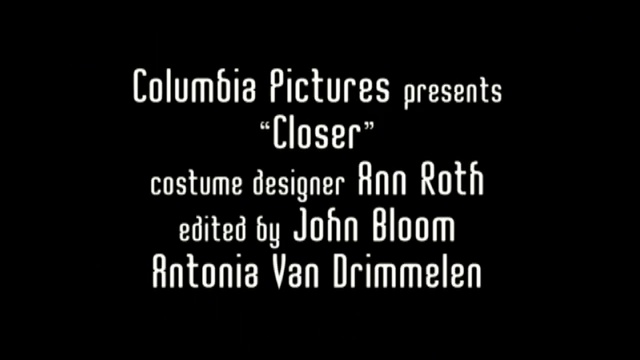 Columbia Pictures presents
“Closer”
costume designer Ann Roth
edited by John Bloom
Antonia Van Drimmelen